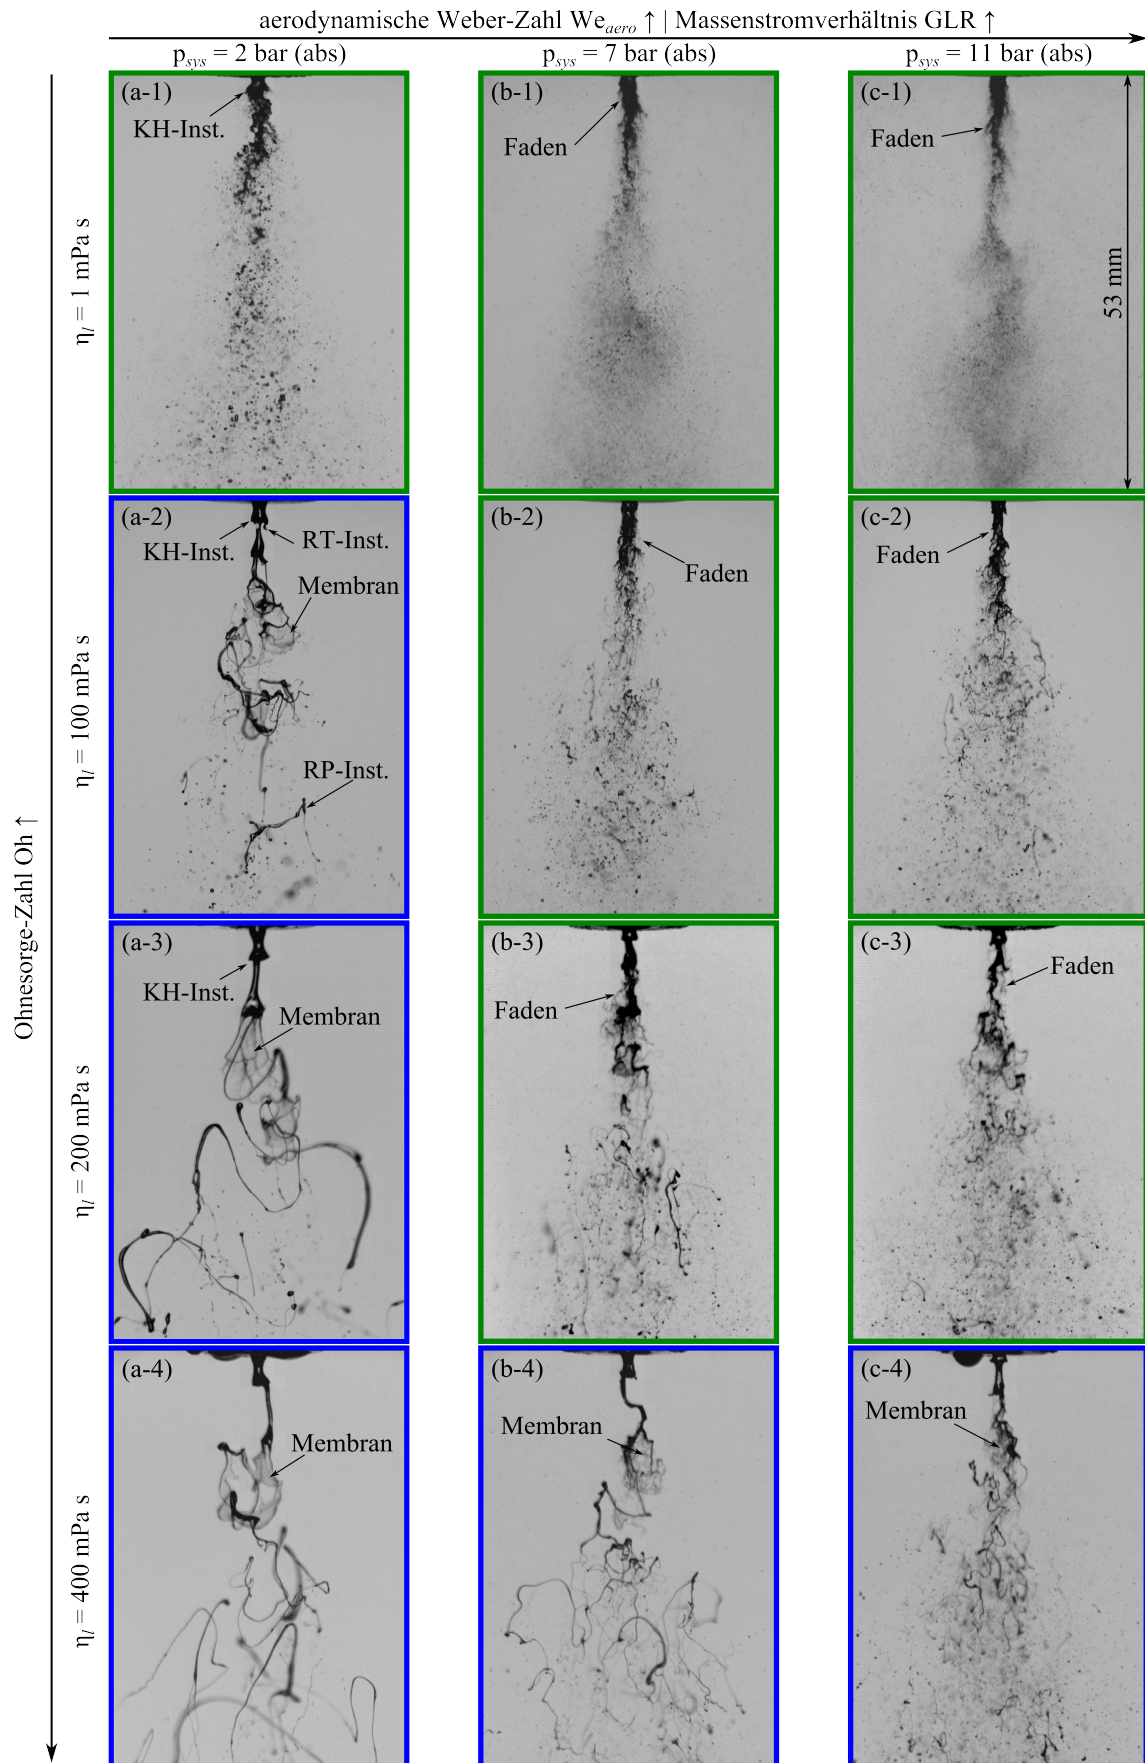 aerodynamische Weber-Zahl We_aero ↑ | Massenstromverhältnis GLR ↑
p_sys = 2 bar (abs)
p_sys = 7 bar (abs)
p_sys = 11 bar (abs)
Ohnesorge-Zahl Oh ↑
η_l = 1 mPa s
(a-1)
KH-Inst.
(b-1)
Faden
(c-1)
Faden
53 mm
η_l = 100 mPa s
(a-2)
KH-Inst.
RT-Inst.
Membran
RP-Inst.
(b-2)
Faden
(c-2)
Faden
η_l = 200 mPa s
(a-3)
KH-Inst.
Membran
(b-3)
Faden
(c-3)
Faden
η_l = 400 mPa s
(a-4)
Membran
(b-4)
Membran
(c-4)
Membran